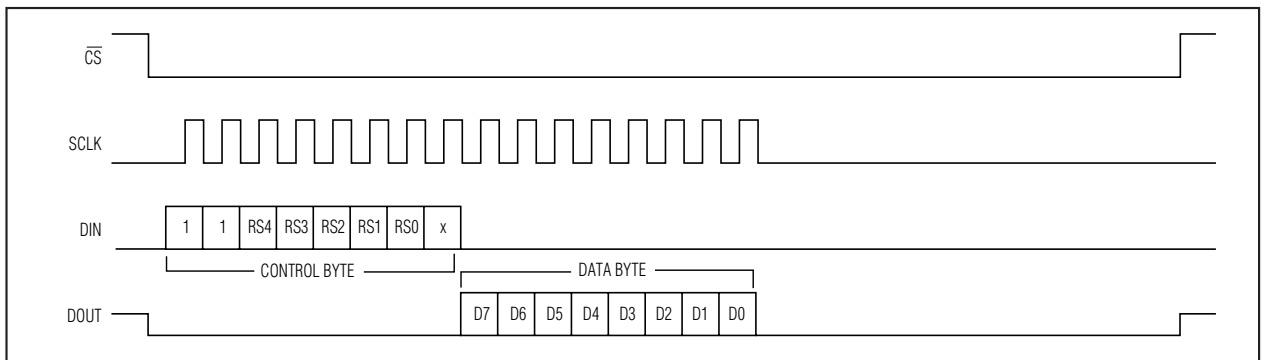 CS
SCLK
DIN
1 1 RS4 RS3 RS2 RS1 RS0 x
CONTROL BYTE
DATA BYTE
DOUT
D7 D6 D5 D4 D3 D2 D1 D0